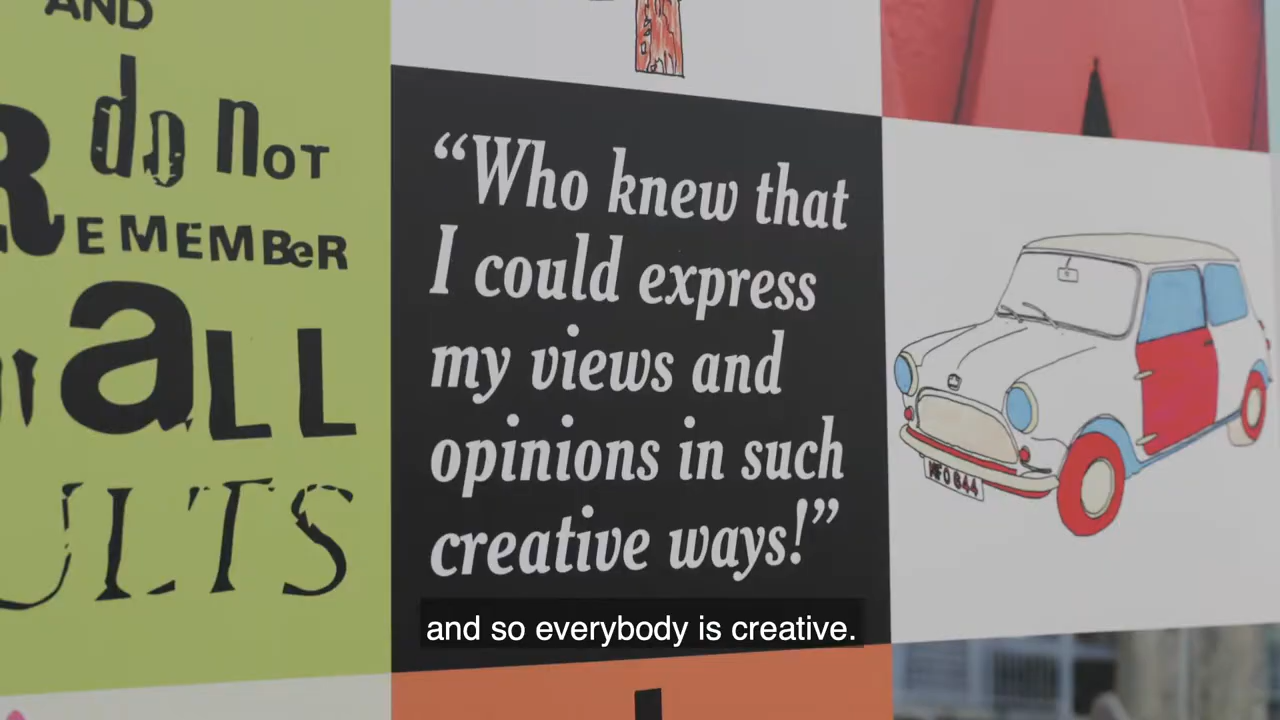 AND
do NOT
REMEMBeR
aLL
ULTS
“Who knew that
I could express
my views and
opinions in such
creative ways!”
and so everybody is creative.